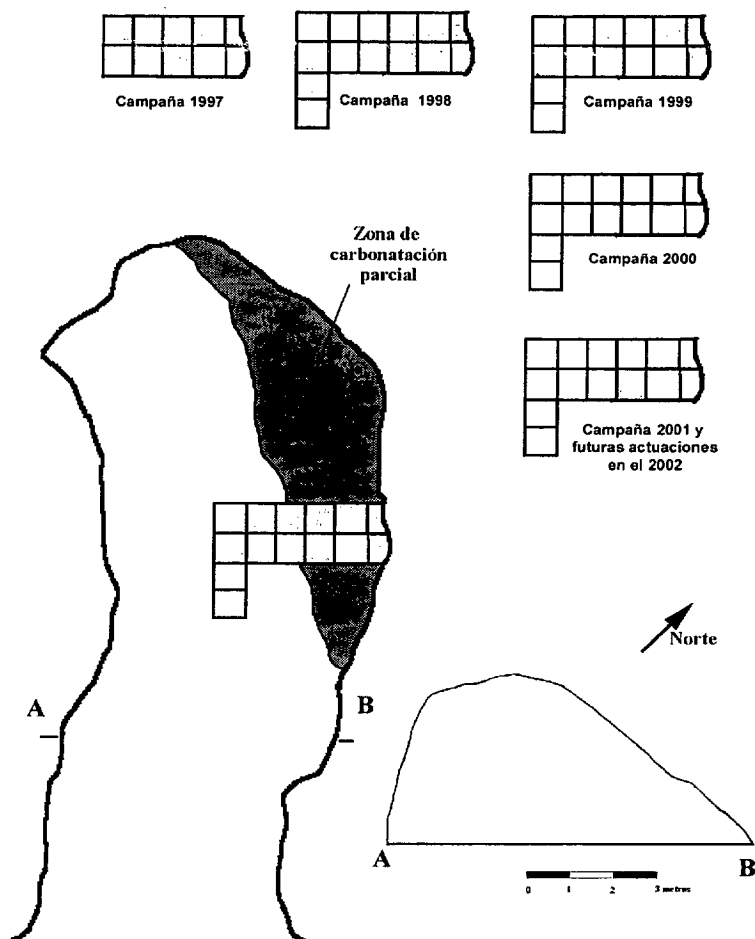 Campaña 1997
Campaña 1998
Campaña 1999
Zona de
carbonatación
parcial
Campaña 2000
Campaña 2001 y
futuras actuaciones
en el 2002
Norte
A
B
A
B
0 1 2 3 metros